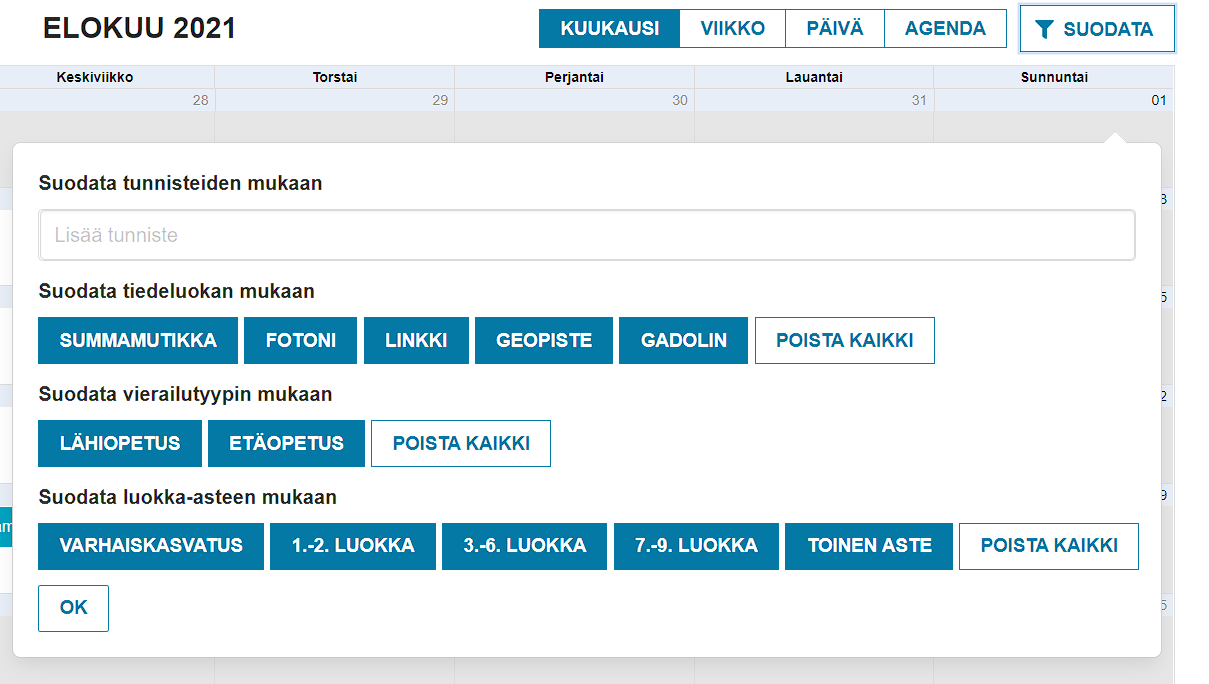 ELOKUU 2021 KUUKAUSI VIIKKO PÄIVÄ AGENDA SUODATA
Keskiviikko Torstai Perjantai Lauantai Sunnuntai
28 29 30 31 01
Suodata tunnisteiden mukaan
Lisää tunniste
Suodata tiedeluokan mukaan
SUMMAMUTIKKA FOTONI LINKKI GEOPISTE GADOLIN POISTA KAIKKI
Suodata vierailutyypin mukaan
LÄHIOPETUS ETÄOPETUS POISTA KAIKKI
Suodata luokka-asteen mukaan
VARHAISKASVATUS 1.-2. LUOKKA 3.-6. LUOKKA 7.-9. LUOKKA TOINEN ASTE POISTA KAIKKI
OK